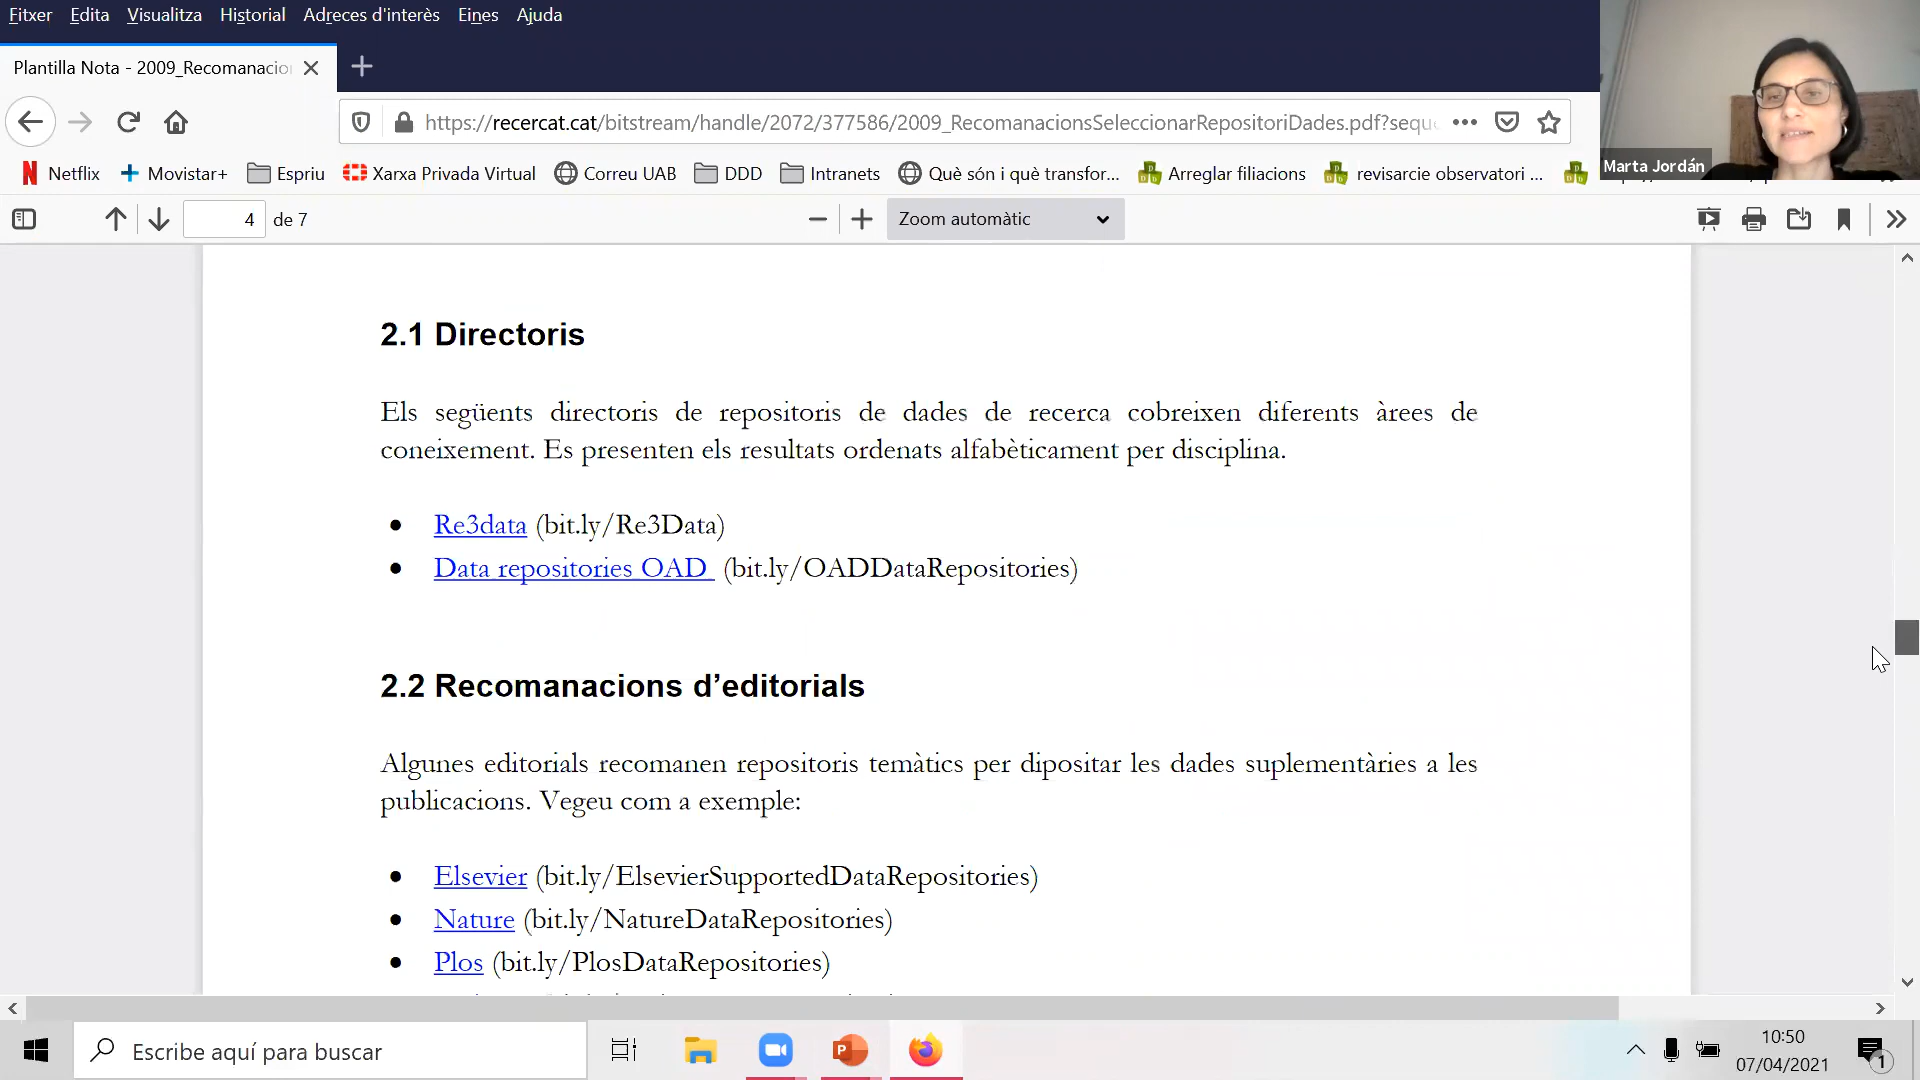 Fitxer Edita Visualitza Historial Adreces d'interès Eines Ajuda
Plantilla Nota - 2009_Recomanacio
https://recercat.cat/bitstream/handle/2072/377586/2009_RecomanacionsSeleccionarRepositoriDades.pdf?sequ
Netflix Movistar+ Espriu Xarxa Privada Virtual Correu UAB DDD Intranets Què són i què transfor... Arreglar filiacions revisarcie observatori ...
Marta Jordán
4 de 7 Zoom automàtic
2.1 Directoris
Els següents directoris de repositoris de dades de recerca cobreixen diferents àrees de
coneixement. Es presenten els resultats ordenats alfabèticament per disciplina.
• Re3data (bit.ly/Re3Data)
• Data repositories OAD (bit.ly/OADDataRepositories)
2.2 Recomanacions d’editorials
Algunes editorials recomanen repositoris temàtics per dipositar les dades suplementàries a les
publicacions. Vegeu com a exemple:
• Elsevier (bit.ly/ElsevierSupportedDataRepositories)
• Nature (bit.ly/NatureDataRepositories)
• Plos (bit.ly/PlosDataRepositories)
Escribe aquí para buscar
10:50
07/04/2021
1